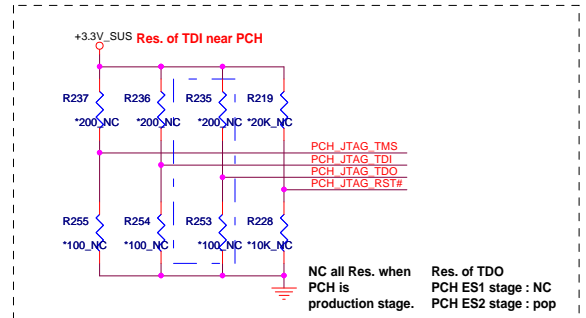 +3.3V_SUS Res. of TDI near PCH
R237 R236 R235 R219
*200_NC *200_NC *200_NC *20K_NC
PCH_JTAG_TMS
PCH_JTAG_TDI
PCH_JTAG_TDO
PCH_JTAG_RST#
R255 R254 R253 R228
*100_NC *100_NC *100_NC *10K_NC
NC all Res. when
PCH is
production stage.
Res. of TDO
PCH ES1 stage : NC
PCH ES2 stage : pop